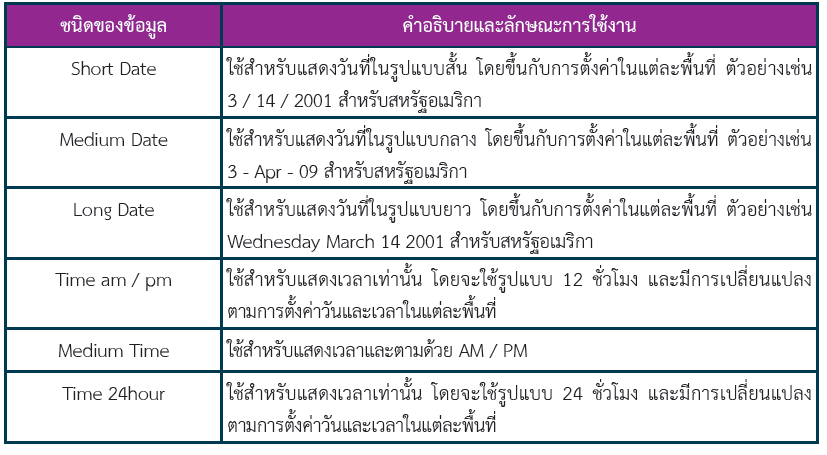 ชนิดของข้อมูล
คำอธิบายและลักษณะการใช้งาน
Short Date
ใช้สำหรับแสดงวันที่ในรูปแบบสั้น โดยขึ้นกับการตั้งค่าในแต่ละพื้นที่ ตัวอย่างเช่น
3 / 14 / 2001 สำหรับสหรัฐอเมริกา
Medium Date
ใช้สำหรับแสดงวันที่ในรูปแบบกลาง โดยขึ้นกับการตั้งค่าในแต่ละพื้นที่ ตัวอย่างเช่น
3 - Apr - 09 สำหรับสหรัฐอเมริกา
Long Date
ใช้สำหรับแสดงวันที่ในรูปแบบยาว โดยขึ้นกับการตั้งค่าในแต่ละพื้นที่ ตัวอย่างเช่น
Wednesday March 14 2001 สำหรับสหรัฐอเมริกา
Time am / pm
ใช้สำหรับแสดงเวลาเท่านั้น โดยจะใช้รูปแบบ 12 ชั่วโมง และมีการเปลี่ยนแปลง
ตามการตั้งค่าวันและเวลาในแต่ละพื้นที่
Medium Time
ใช้สำหรับแสดงเวลาและตามด้วย AM / PM
Time 24hour
ใช้สำหรับแสดงเวลาเท่านั้น โดยจะใช้รูปแบบ 24 ชั่วโมง และมีการเปลี่ยนแปลง
ตามการตั้งค่าวันและเวลาในแต่ละพื้นที่